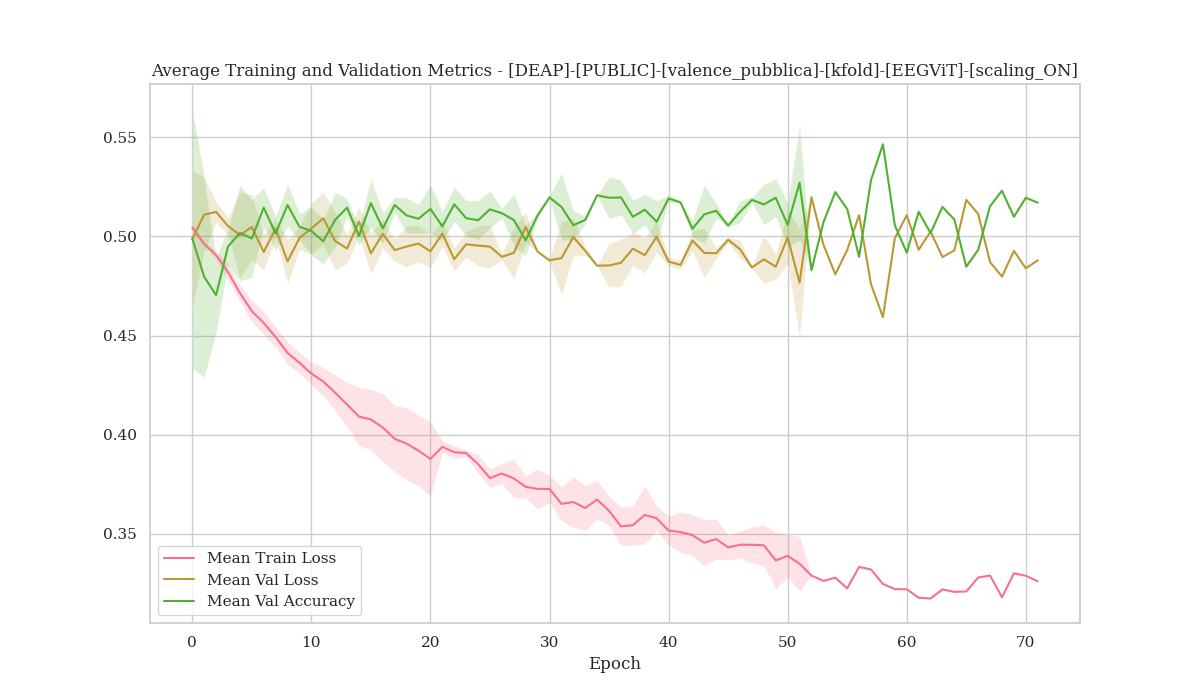 Average Training and Validation Metrics - [DEAP]-[PUBLIC]-[valence_pubblica]-[kfold]-[EEGViT]-[scaling_ON]
0.55
0.50
0.45
0.40
0.35
Mean Train Loss
Mean Val Loss
Mean Val Accuracy
0 10 20 30 40 50 60 70
Epoch